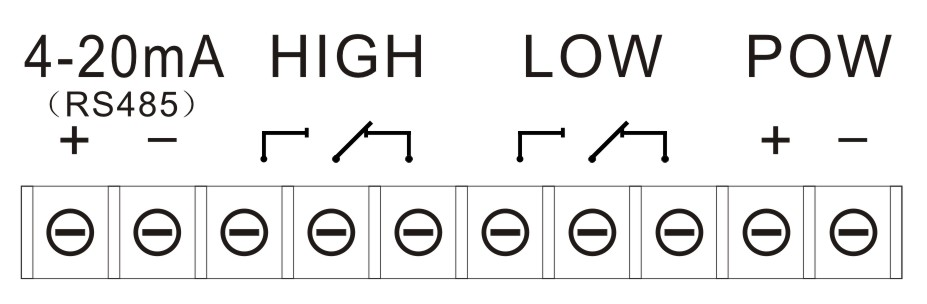 4-20mA HIGH LOW POW
（RS485）
+ − + −